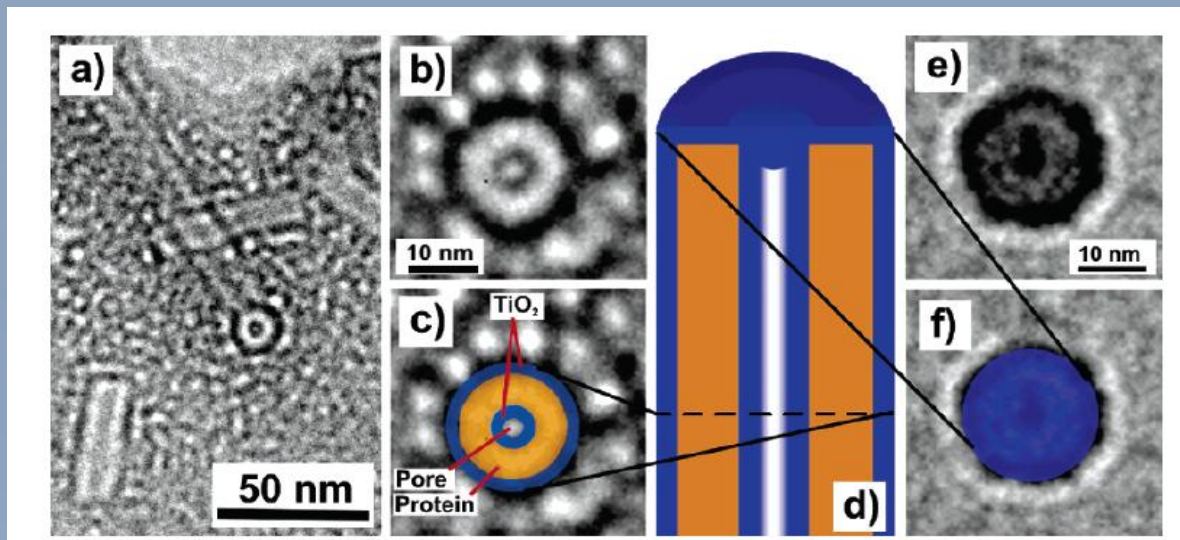 a)
50 nm
b)
10 nm
c)
TiO₂
Pore
Protein
d)
e)
10 nm
f)